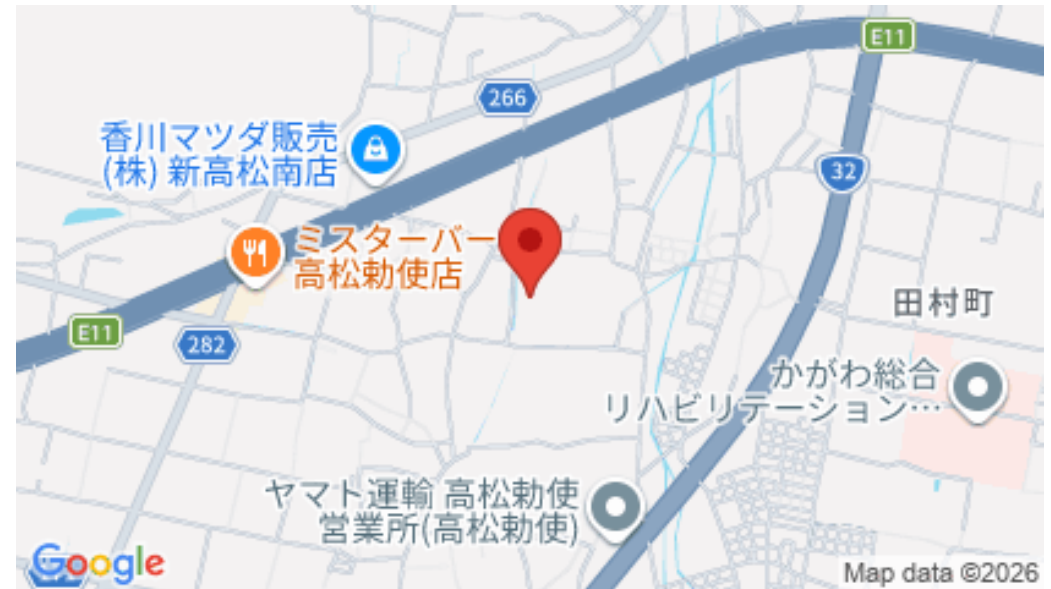 E11
266
香川マツダ販売
(株) 新高松南店
32
ミスターバー
高松勅使店
田村町
E11
282
かがわ総合
リハビリテーション…
ヤマト運輸 高松勅使
営業所(高松勅使)
Google
Map data ©2026